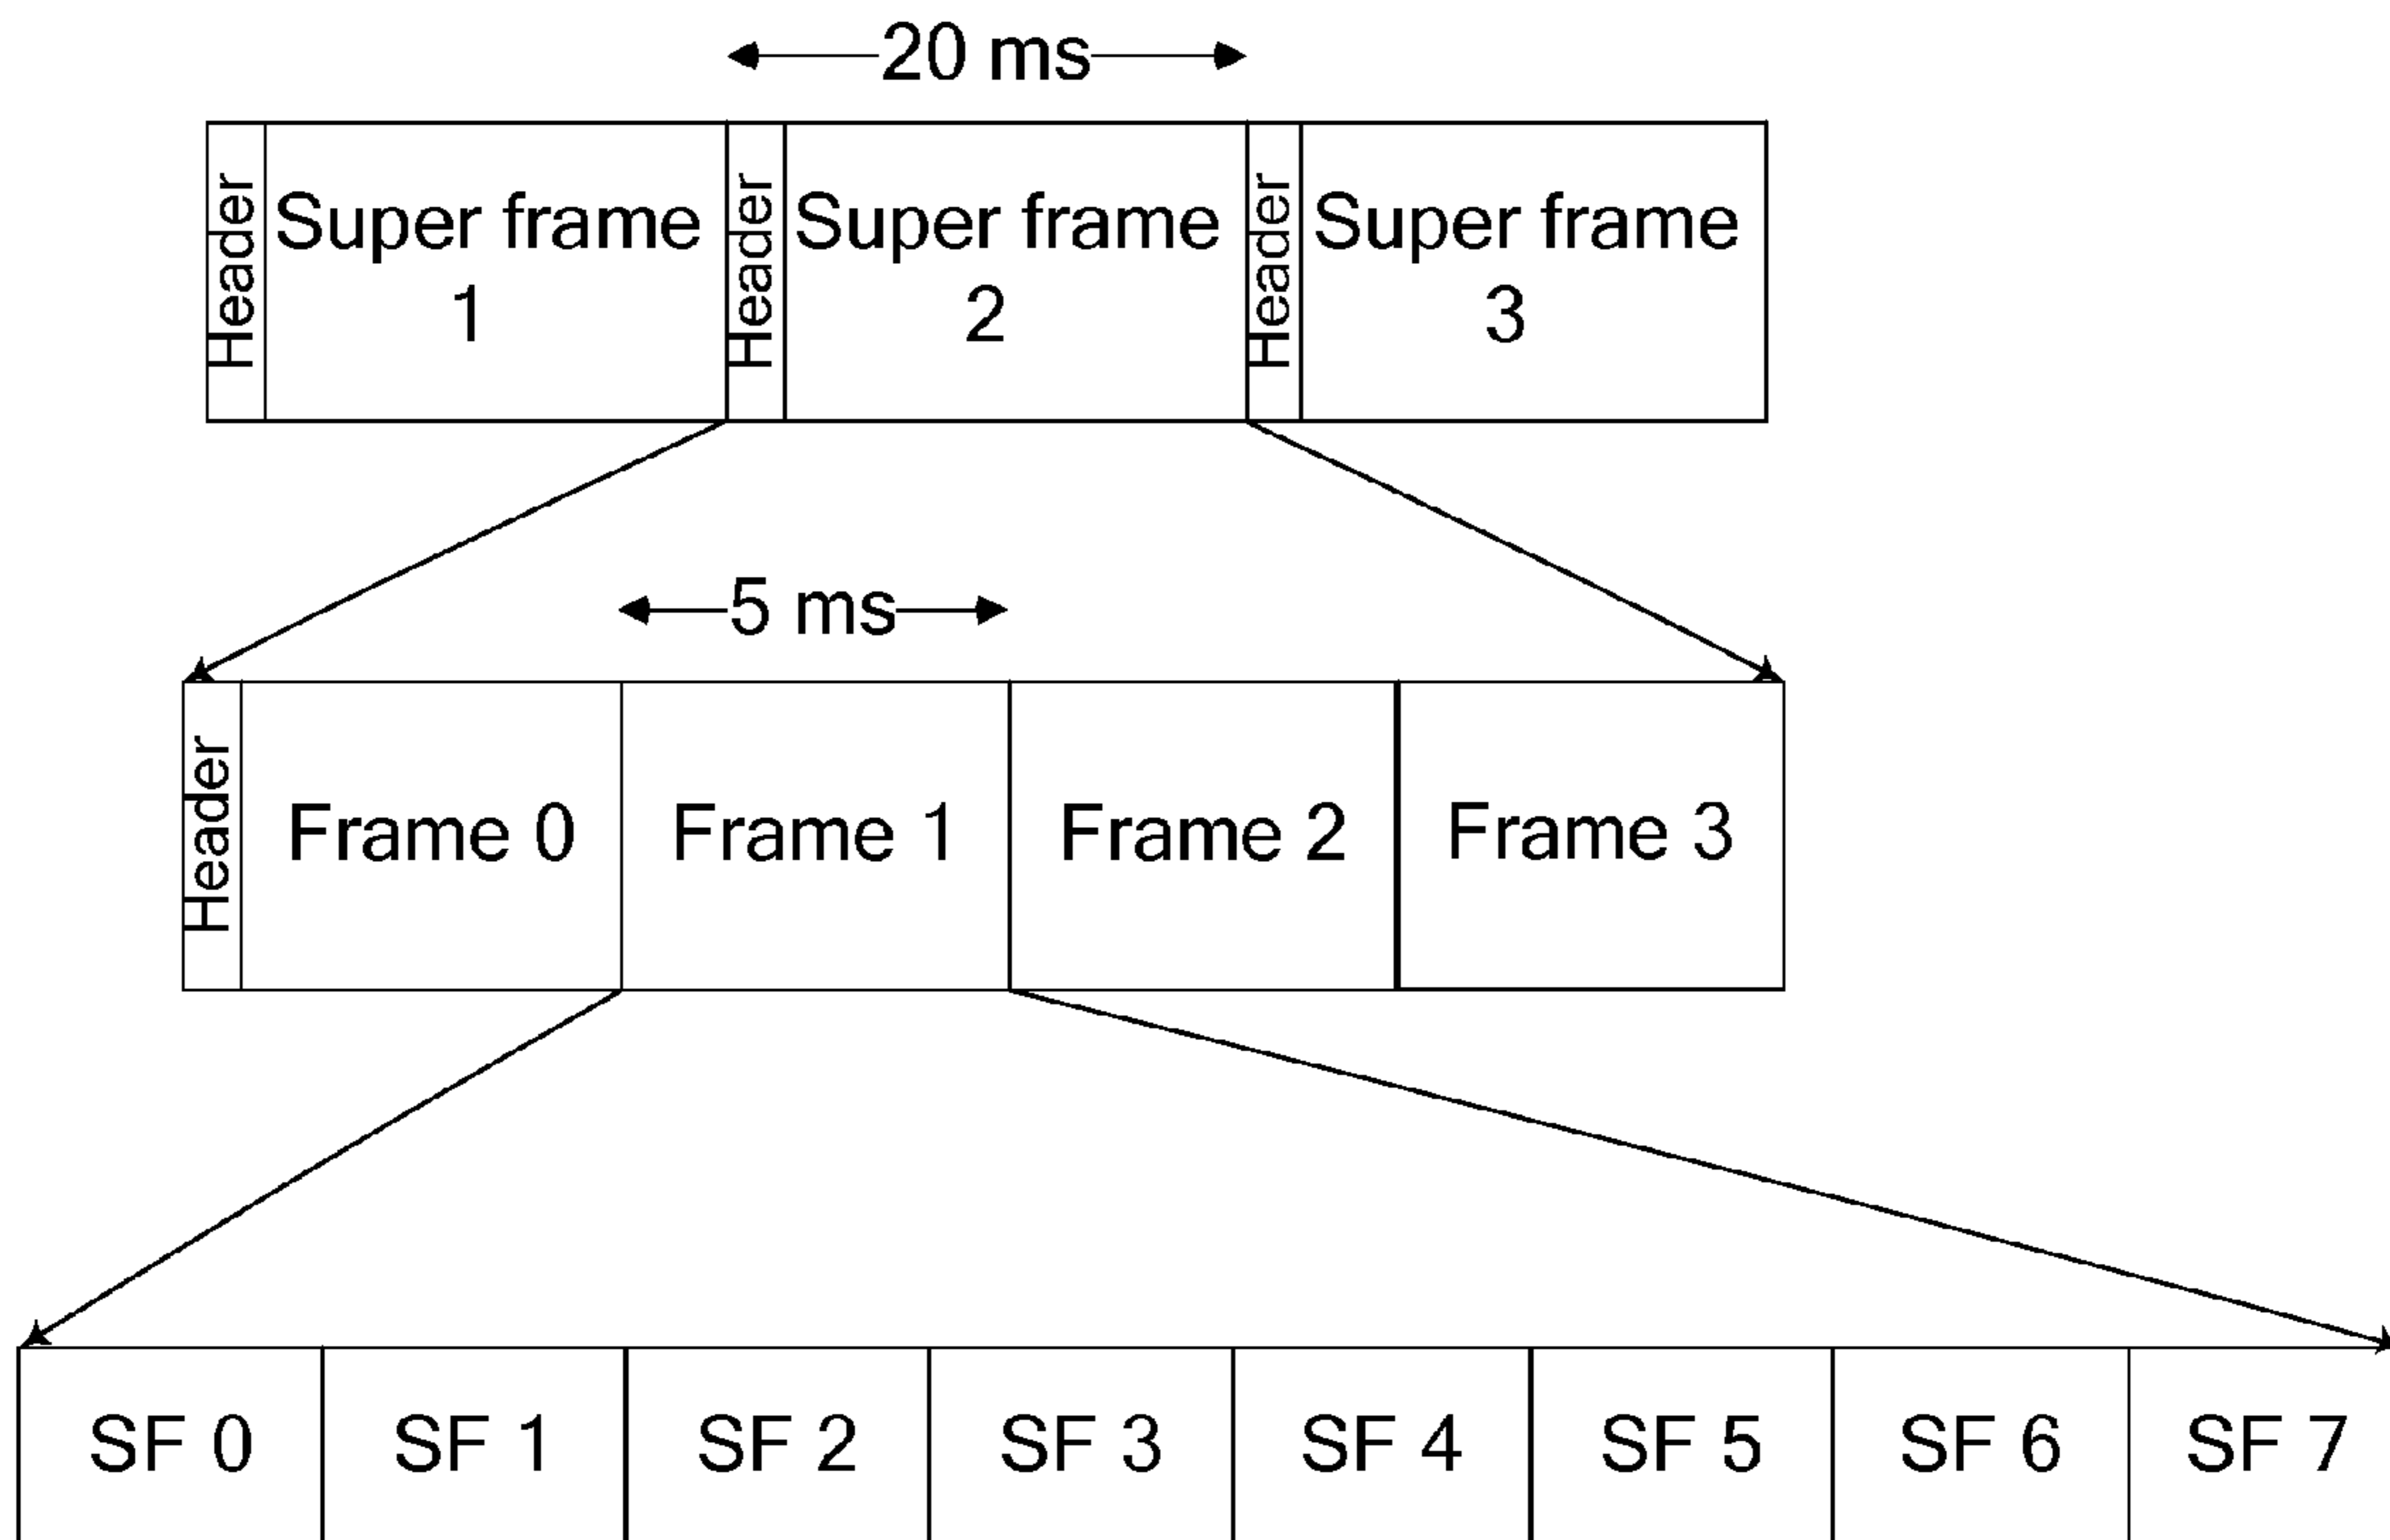 20 ms
Header
Super frame
1
Header
Super frame
2
Header
Super frame
3
5 ms
Header
Frame 0
Frame 1
Frame 2
Frame 3
SF 0
SF 1
SF 2
SF 3
SF 4
SF 5
SF 6
SF 7